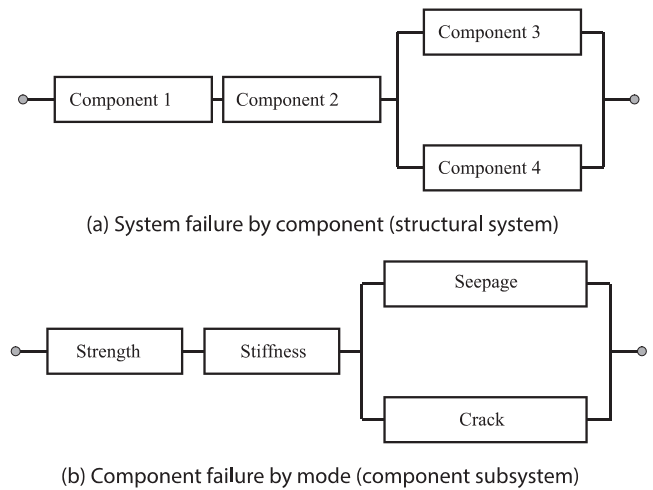 Component 3
Component 1
Component 2
Component 4
(a) System failure by component (structural system)
Seepage
Strength
Stiffness
Crack
(b) Component failure by mode (component subsystem)